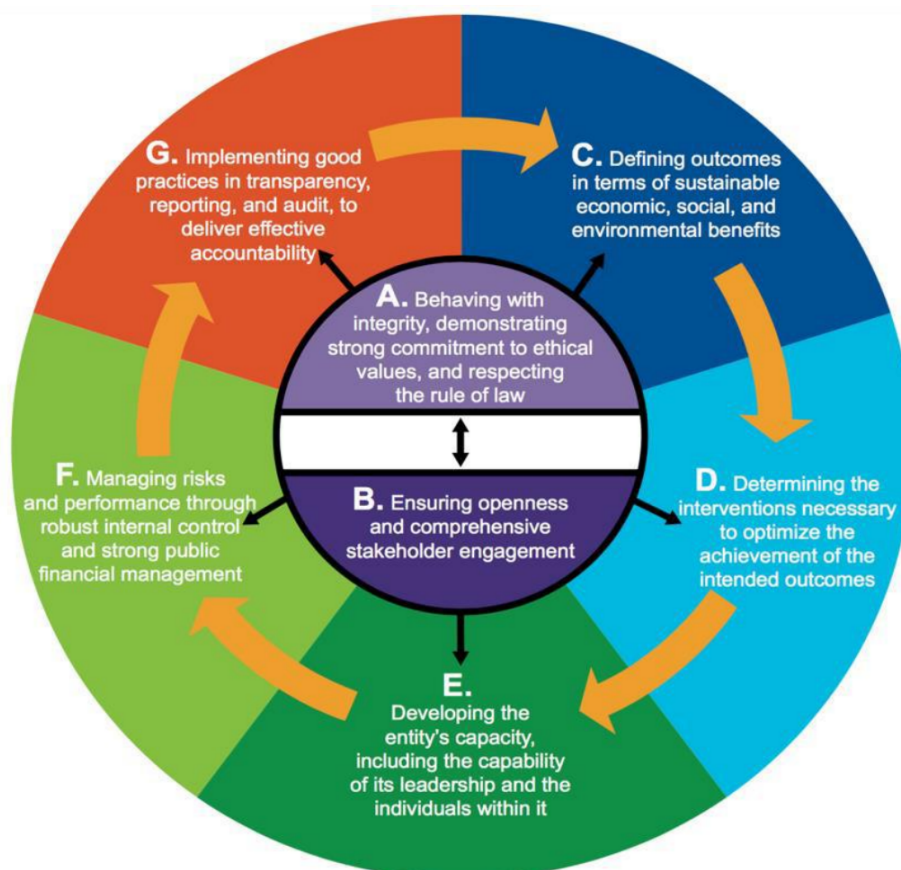 A. Behaving with
integrity, demonstrating
strong commitment to ethical
values, and respecting
the rule of law
B. Ensuring openness
and comprehensive
stakeholder engagement
C. Defining outcomes
in terms of sustainable
economic, social, and
environmental benefits
D. Determining the
interventions necessary
to optimize the
achievement of the
intended outcomes
E.
Developing the
entity's capacity,
including the capability
of its leadership and the
individuals within it
F. Managing risks
and performance through
robust internal control
and strong public
financial management
G. Implementing good
practices in transparency,
reporting, and audit, to
deliver effective
accountability